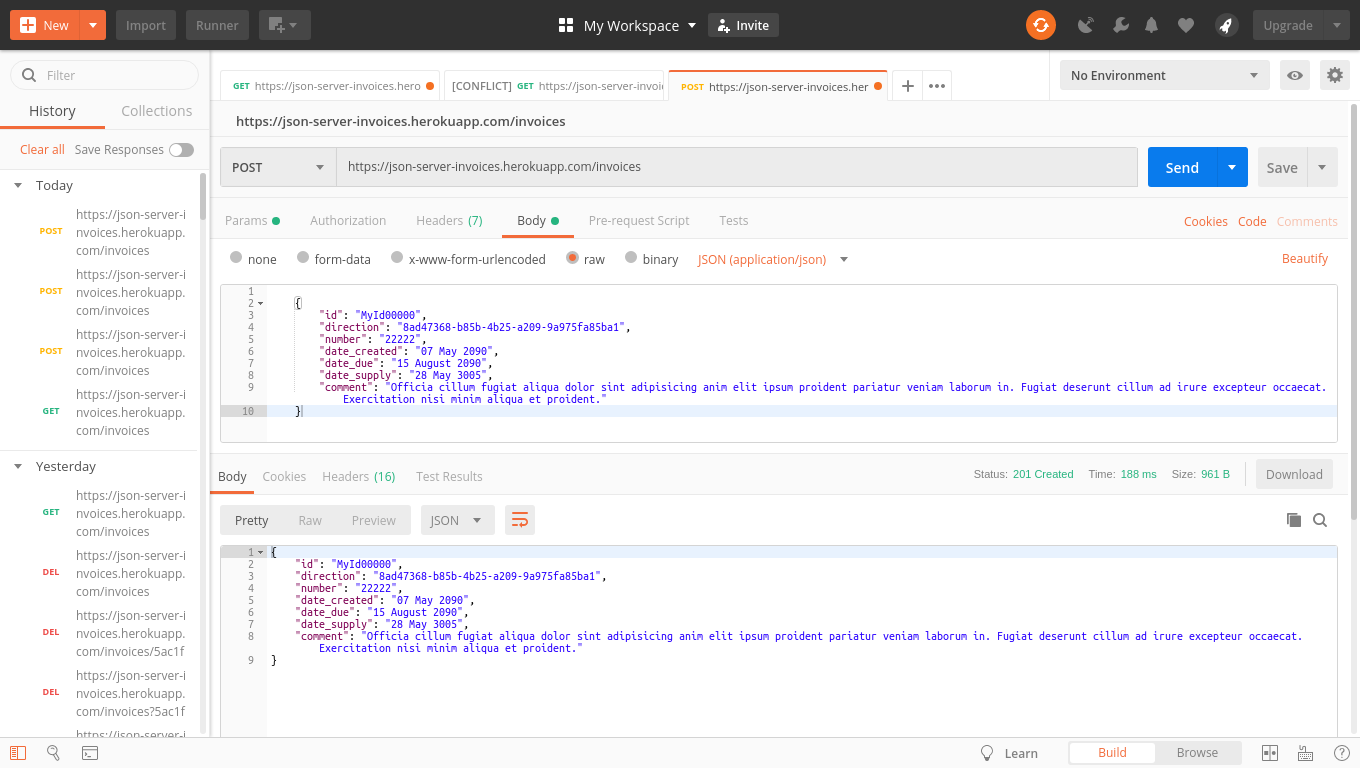 New
Import
Runner
My Workspace
Invite
Upgrade
Filter
History
Collections
Clear all
Save Responses
Today
POST https://json-server-i
nvoices.herokuapp.
com/invoices
POST https://json-server-i
nvoices.herokuapp.
com/invoices
POST https://json-server-i
nvoices.herokuapp.
com/invoices
GET https://json-server-i
nvoices.herokuapp.
com/invoices
Yesterday
GET https://json-server-i
nvoices.herokuapp.
com/invoices
DEL https://json-server-i
nvoices.herokuapp.
com/invoices
DEL https://json-server-i
nvoices.herokuapp.
com/invoices/5ac1f
DEL https://json-server-i
nvoices.herokuapp.
com/invoices?5ac1f
https://json-server-i
GET https://json-server-invoices.hero
[CONFLICT] GET https://json-server-invoi
POST https://json-server-invoices.her
No Environment
https://json-server-invoices.herokuapp.com/invoices
POST https://json-server-invoices.herokuapp.com/invoices
Send
Save
Params
Authorization
Headers (7)
Body
Pre-request Script
Tests
Cookies
Code
Comments
none
form-data
x-www-form-urlencoded
raw
binary
JSON (application/json)
Beautify
1
2 {
3 "id": "MyId00000",
4 "direction": "8ad47368-b85b-4b25-a209-9a975fa85ba1",
5 "number": "22222",
6 "date_created": "07 May 2090",
7 "date_due": "15 August 2090",
8 "date_supply": "28 May 3005",
9 "comment": "Officia cillum fugiat aliqua dolor sint adipisicing anim elit ipsum proident pariatur veniam laborum in. Fugiat deserunt cillum ad irure excepteur occaecat.
Exercitation nisi minim aliqua et proident."
10 }
Body
Cookies
Headers (16)
Test Results
Status: 201 Created
Time: 188 ms
Size: 961 B
Download
Pretty
Raw
Preview
JSON
1 {
2 "id": "MyId00000",
3 "direction": "8ad47368-b85b-4b25-a209-9a975fa85ba1",
4 "number": "22222",
5 "date_created": "07 May 2090",
6 "date_due": "15 August 2090",
7 "date_supply": "28 May 3005",
8 "comment": "Officia cillum fugiat aliqua dolor sint adipisicing anim elit ipsum proident pariatur veniam laborum in. Fugiat deserunt cillum ad irure excepteur occaecat.
Exercitation nisi minim aliqua et proident."
9 }
Learn
Build
Browse